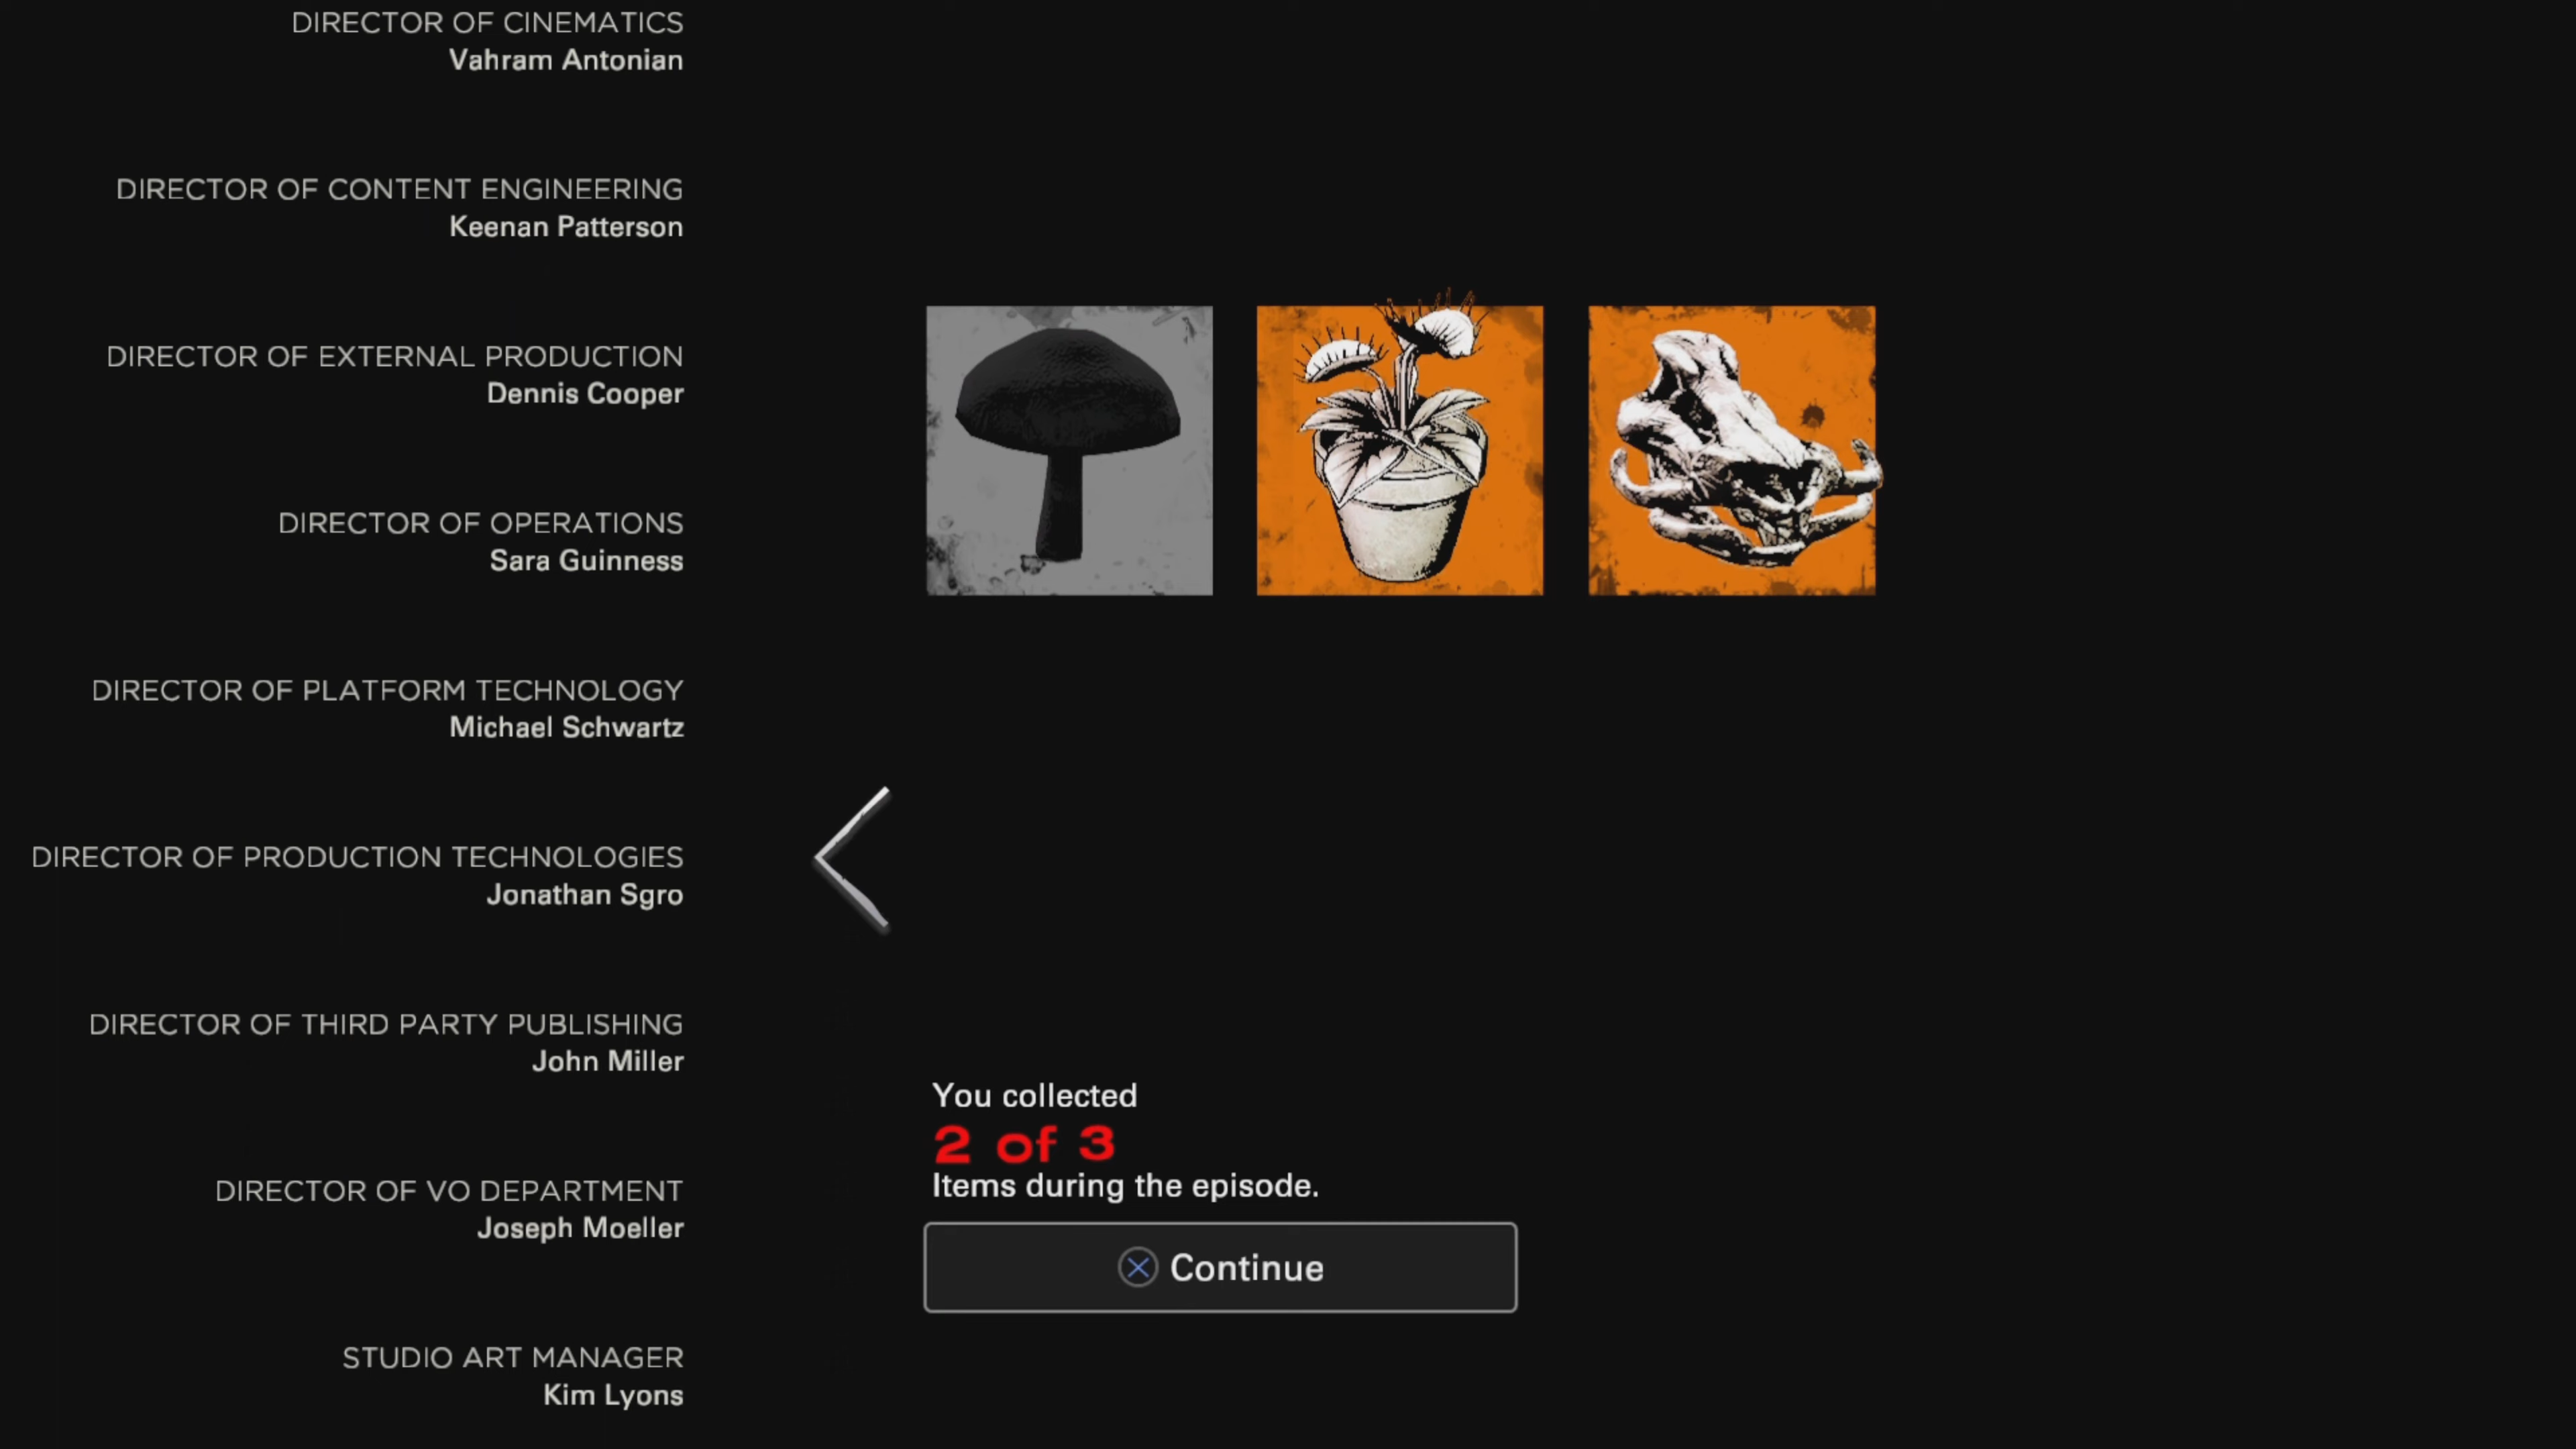 DIRECTOR OF CINEMATICS
Vahram Antonian
DIRECTOR OF CONTENT ENGINEERING
Keenan Patterson
DIRECTOR OF EXTERNAL PRODUCTION
Dennis Cooper
DIRECTOR OF OPERATIONS
Sara Guinness
DIRECTOR OF PLATFORM TECHNOLOGY
Michael Schwartz
DIRECTOR OF PRODUCTION TECHNOLOGIES
Jonathan Sgro
DIRECTOR OF THIRD PARTY PUBLISHING
John Miller
DIRECTOR OF VO DEPARTMENT
Joseph Moeller
STUDIO ART MANAGER
Kim Lyons
You collected
2 of 3
Items during the episode.
Continue